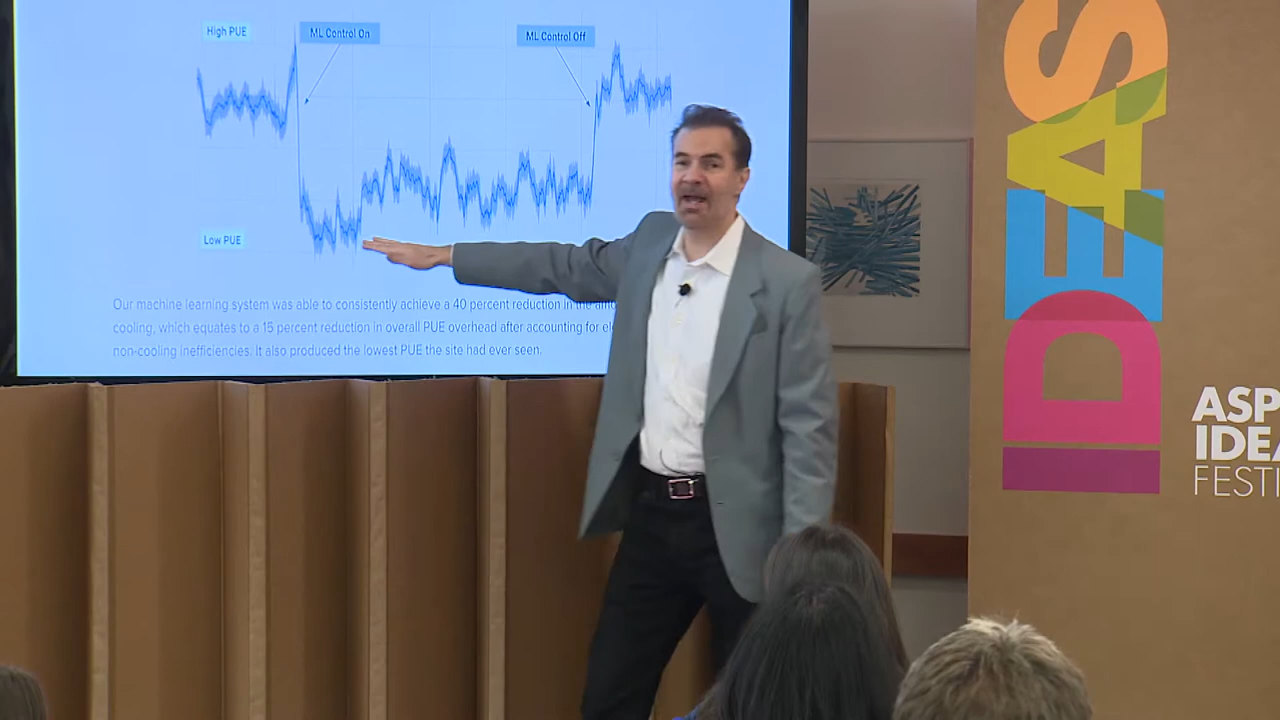 High PUE
ML Control On
ML Control Off
Low PUE
Our machine learning system was able to consistently achieve a 40 percent reduction in the
cooling, which equates to a 15 percent reduction in overall PUE overhead after accounting for
non-cooling inefficiencies. It also produced the lowest PUE the site had ever seen.
IDEAS
ASP
IDEA
FESTI